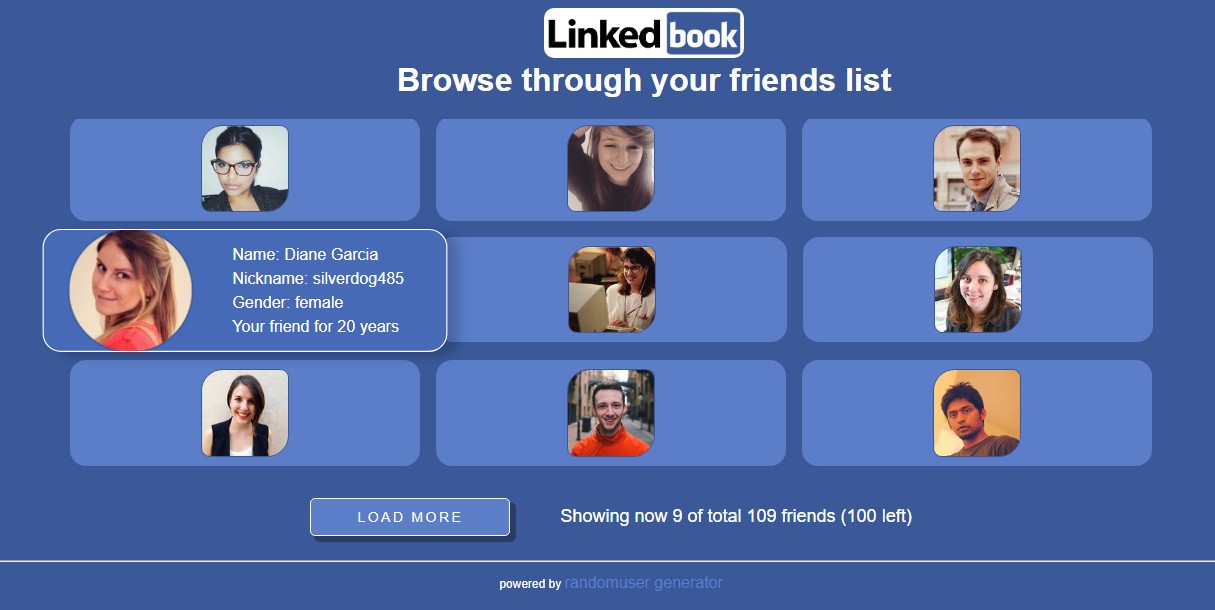 Linked book
Browse through your friends list
Name: Diane Garcia
Nickname: silverdog485
Gender: female
Your friend for 20 years
LOAD MORE
Showing now 9 of total 109 friends (100 left)
powered by randomuser generator